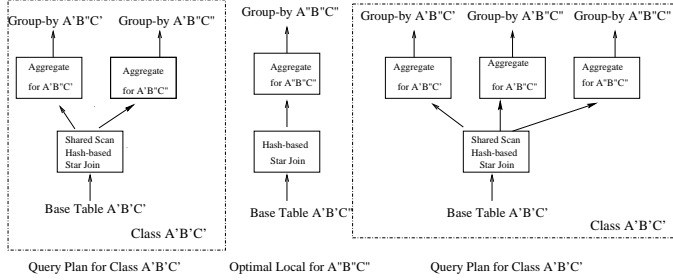 Group-by A'B"C'
Group-by A'B"C"
Aggregate
for A'B"C'
Aggregate
for A'B"C"
Shared Scan
Hash-based
Star Join
Base Table A'B'C'
Class A'B'C'
Query Plan for Class A'B'C'
Group-by A"B"C"
Aggregate
for A"B"C"
Hash-based
Star Join
Base Table A'B'C"
Optimal Local for A"B"C"
Group-by A'B"C'
Group-by A'B"C"
Group-by A"B"C"
Aggregate
for A'B"C'
Aggregate
for A'B"C"
Aggregate
for A"B"C"
Shared Scan
Hash-based
Star Join
Base Table A'B'C'
Class A'B'C'
Query Plan for Class A'B'C'